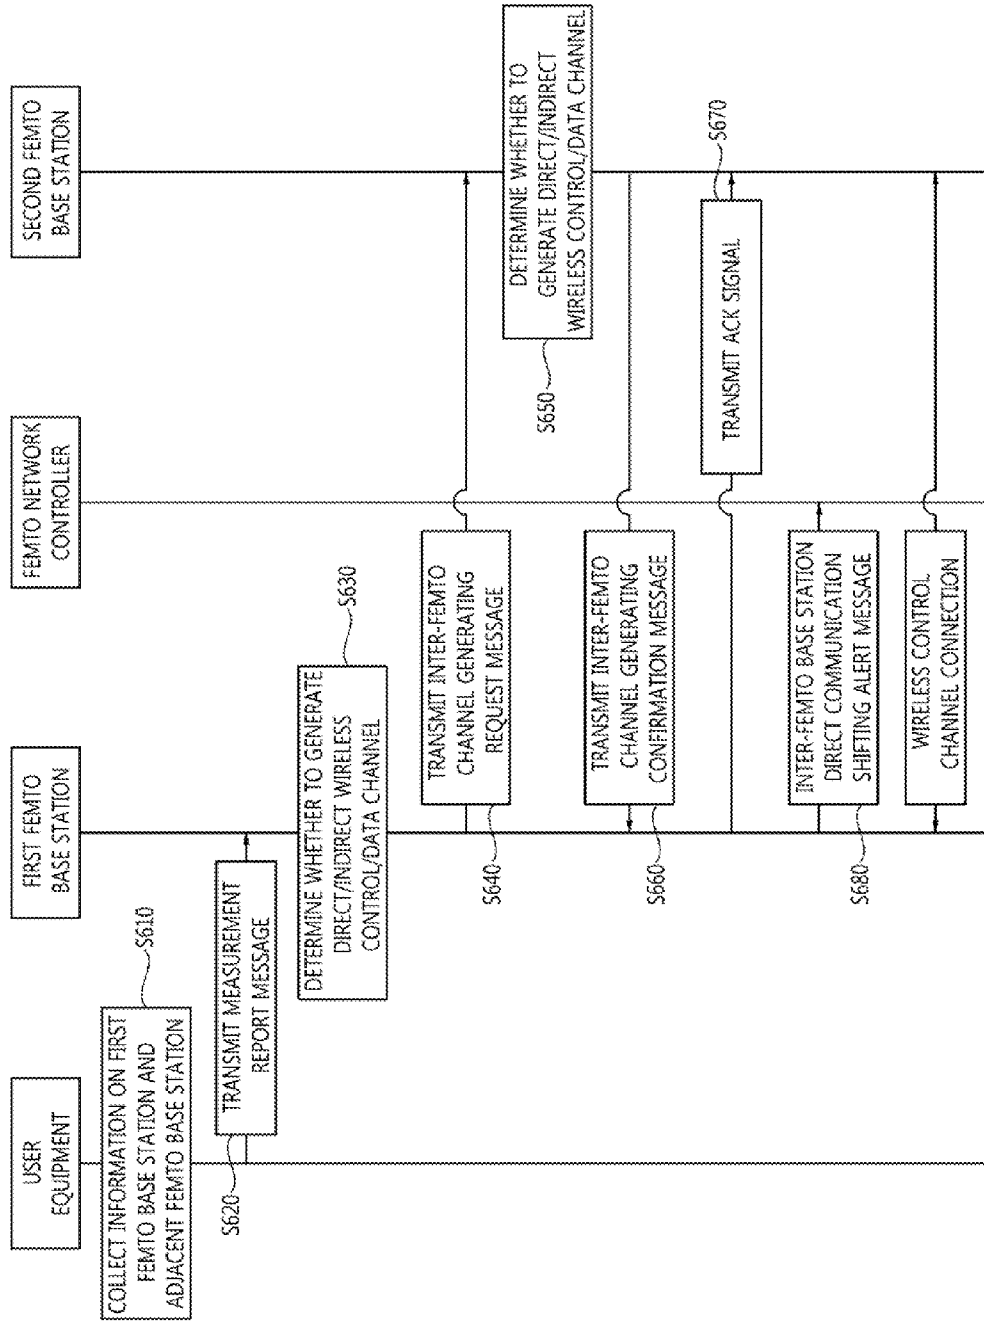 USER
EQUIPMENT
FIRST FEMTO
BASE STATION
FEMTO NETWORK
CONTROLLER
SECOND FEMTO
BASE STATION
COLLECT INFORMATION ON FIRST
FEMTO BASE STATION AND
ADJACENT FEMTO BASE STATION
S610
S620
TRANSMIT MEASUREMENT
REPORT MESSAGE
DETERMINE WHETHER TO GENERATE
DIRECT/INDIRECT WIRELESS
CONTROL/DATA CHANNEL
S630
S640
TRANSMIT INTER-FEMTO
CHANNEL GENERATING
REQUEST MESSAGE
S650
DETERMINE WHETHER TO
GENERATE DIRECT/INDIRECT
WIRELESS CONTROL/DATA CHANNEL
S660
TRANSMIT INTER-FEMTO
CHANNEL GENERATING
CONFIRMATION MESSAGE
TRANSMIT ACK SIGNAL
S670
S680
INTER-FEMTO BASE STATION
DIRECT COMMUNICATION
SHIFTING ALERT MESSAGE
WIRELESS CONTROL
CHANNEL CONNECTION